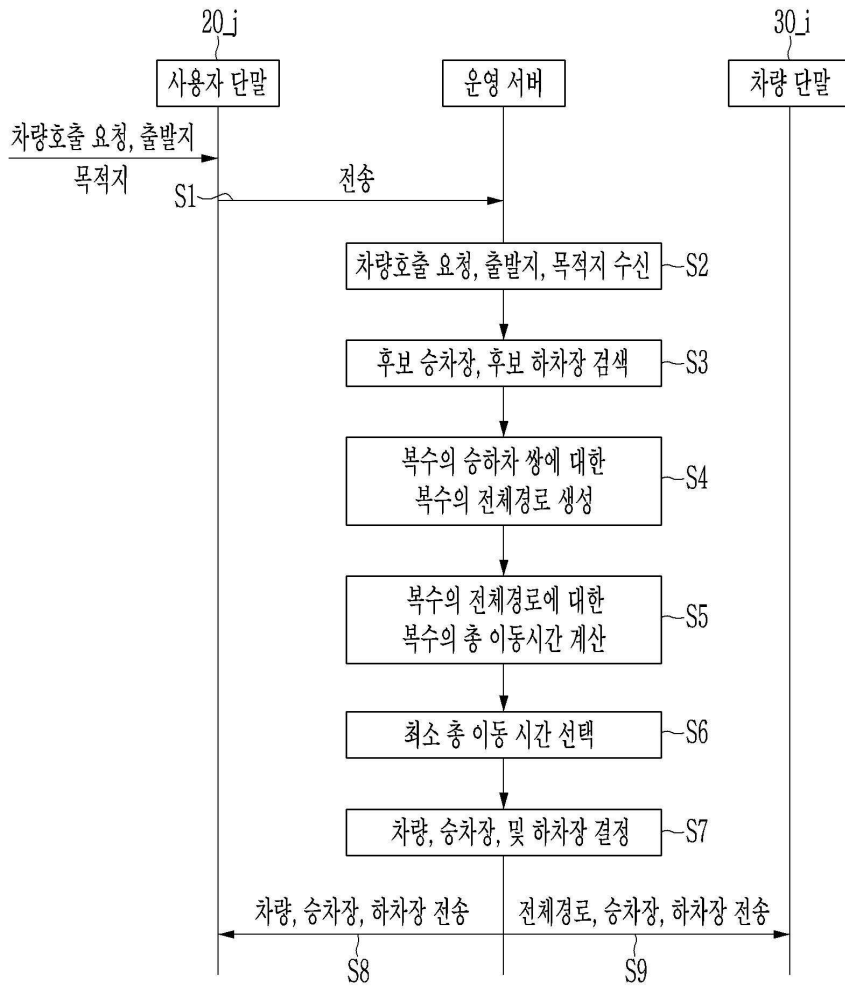 20_j
30_i
사용자 단말
운영 서버
차량 단말
차량호출 요청, 출발지
목적지
S1
전송
차량호출 요청, 출발지, 목적지 수신
S2
후보 승차장, 후보 하차장 검색
S3
복수의 승하차 쌍에 대한
복수의 전체경로 생성
S4
복수의 전체경로에 대한
복수의 총 이동시간 계산
S5
최소 총 이동 시간 선택
S6
차량, 승차장, 및 하차장 결정
S7
차량, 승차장, 하차장 전송
전체경로, 승차장, 하차장 전송
S8
S9